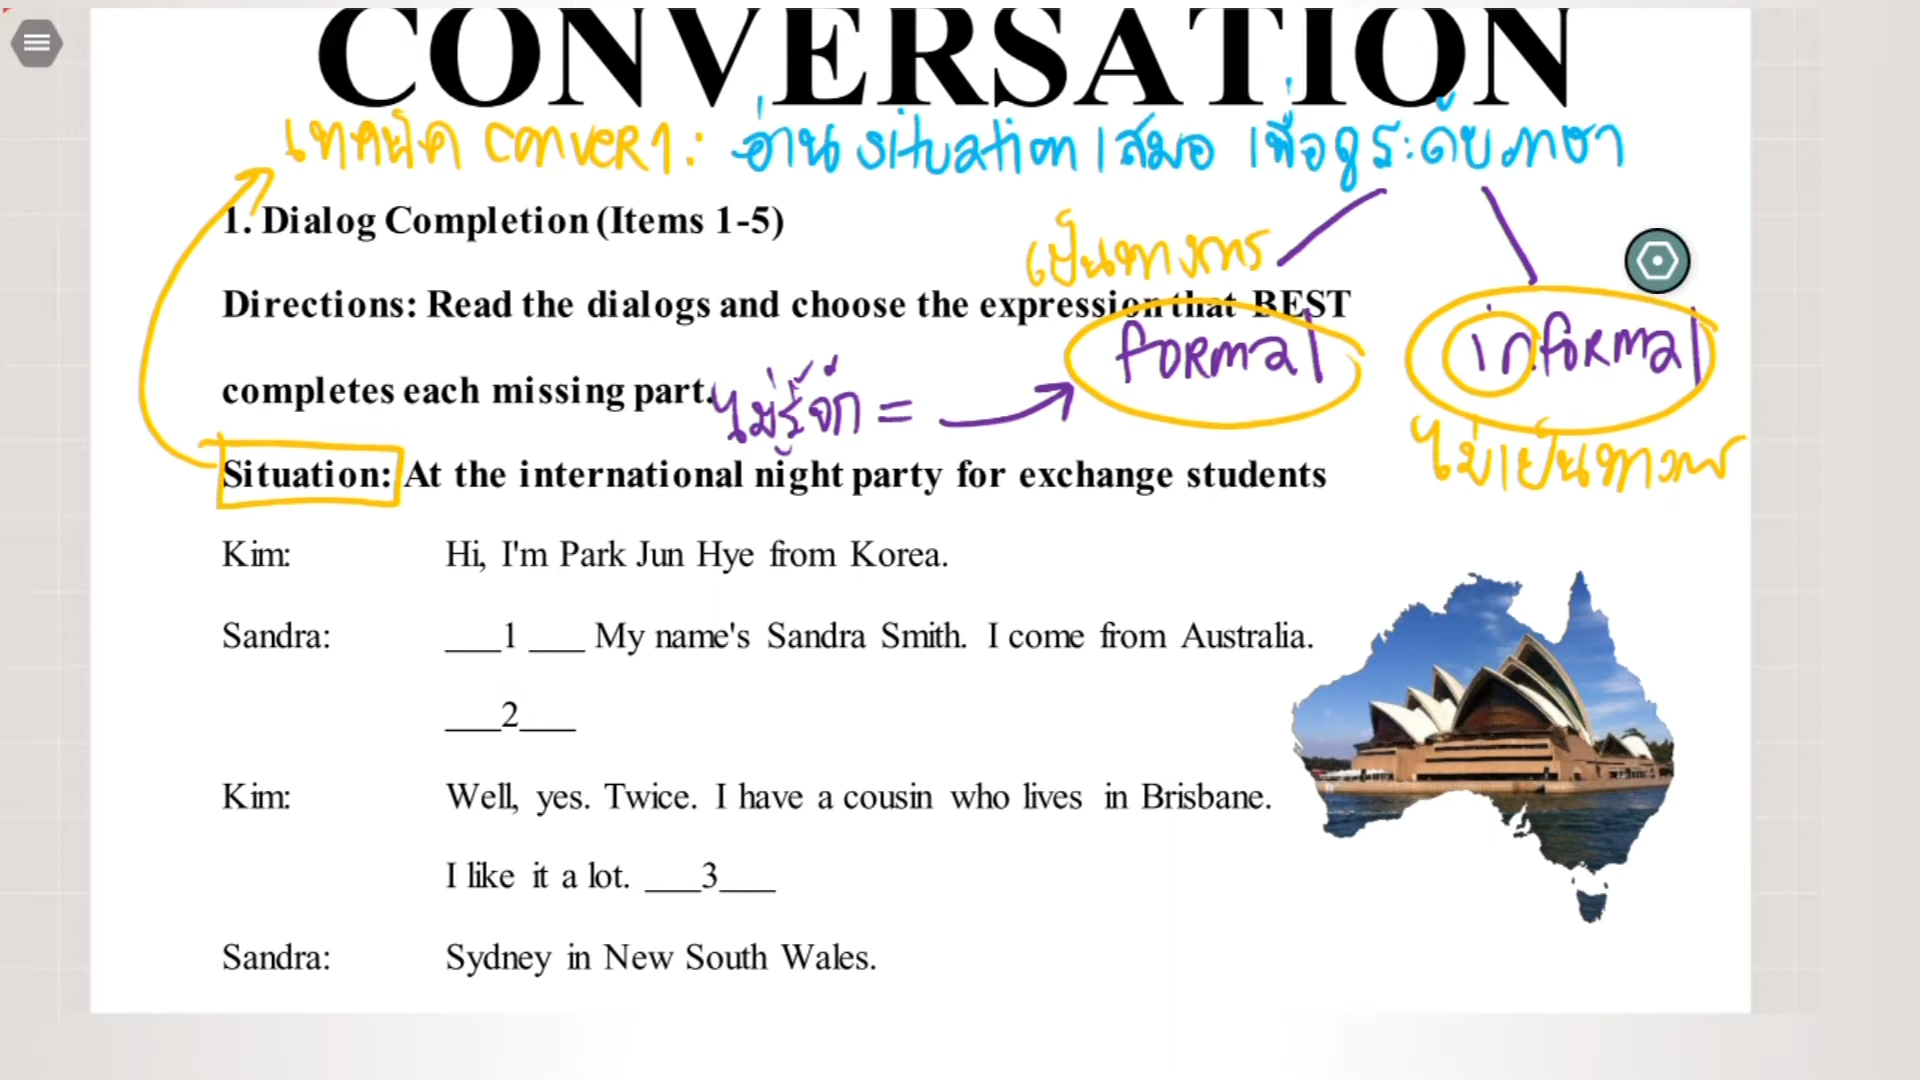 CONVERSATION
เทคนิค conver1: อ่าน situation เสมอ เพื่อดูระดับภาษา
1. Dialog Completion (Items 1-5)
เป็นทางการ
Directions: Read the dialogs and choose the expression that BEST
formal informal
completes each missing part.
ไม่รู้จัก =
ไม่เป็นทางการ
Situation: At the international night party for exchange students
Kim: Hi, I'm Park Jun Hye from Korea.
Sandra: ___1 ___ My name's Sandra Smith. I come from Australia.
___2___
Kim: Well, yes. Twice. I have a cousin who lives in Brisbane.
I like it a lot. ___3___
Sandra: Sydney in New South Wales.